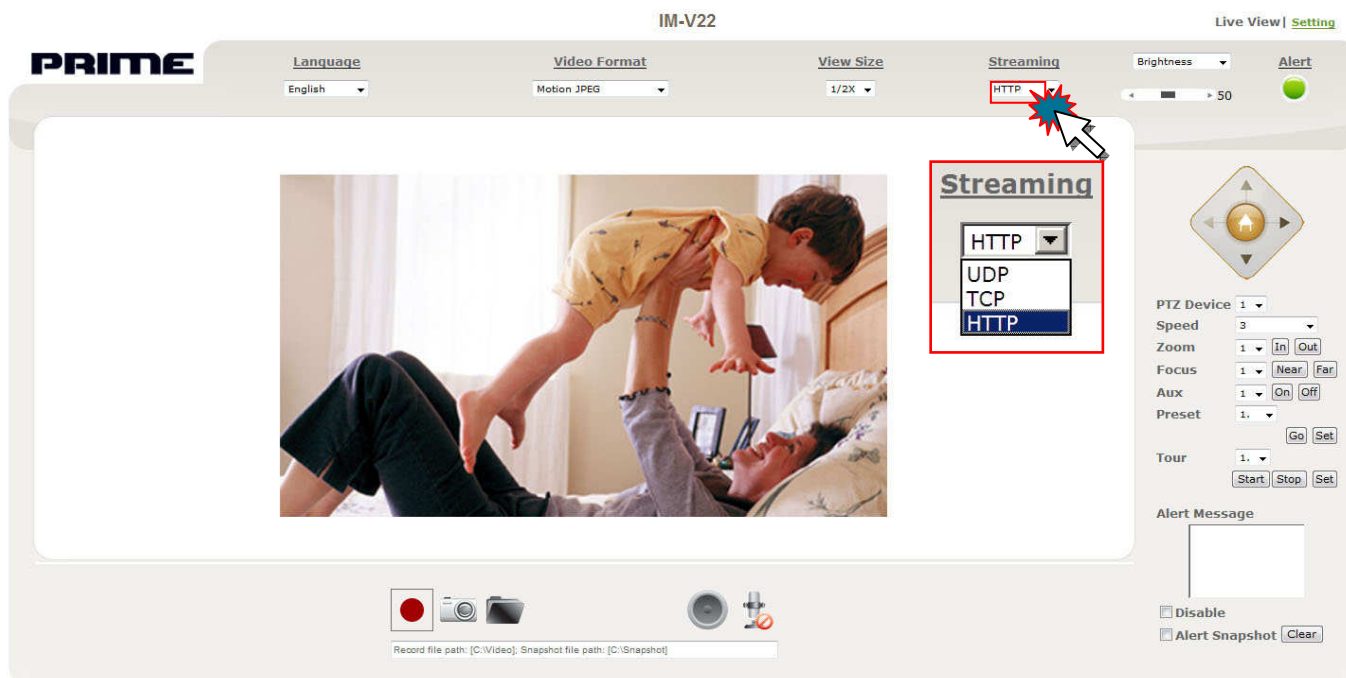 IM-V22
Live View| Setting
PRIME
Language
Video Format
View Size
Streaming
Brightness
Alert
English
Motion JPEG
1/2X
HTTP
50
Streaming
HTTP
UDP
TCP
HTTP
PTZ Device 1
Speed 3
Zoom 1 In Out
Focus 1 Near Far
Aux 1 On Off
Preset 1.
Go Set
Tour 1.
Start Stop Set
Alert Message
Disable
Alert Snapshot Clear
Record file path: [C:\Video]; Snapshot file path: [C:\Snapshot]